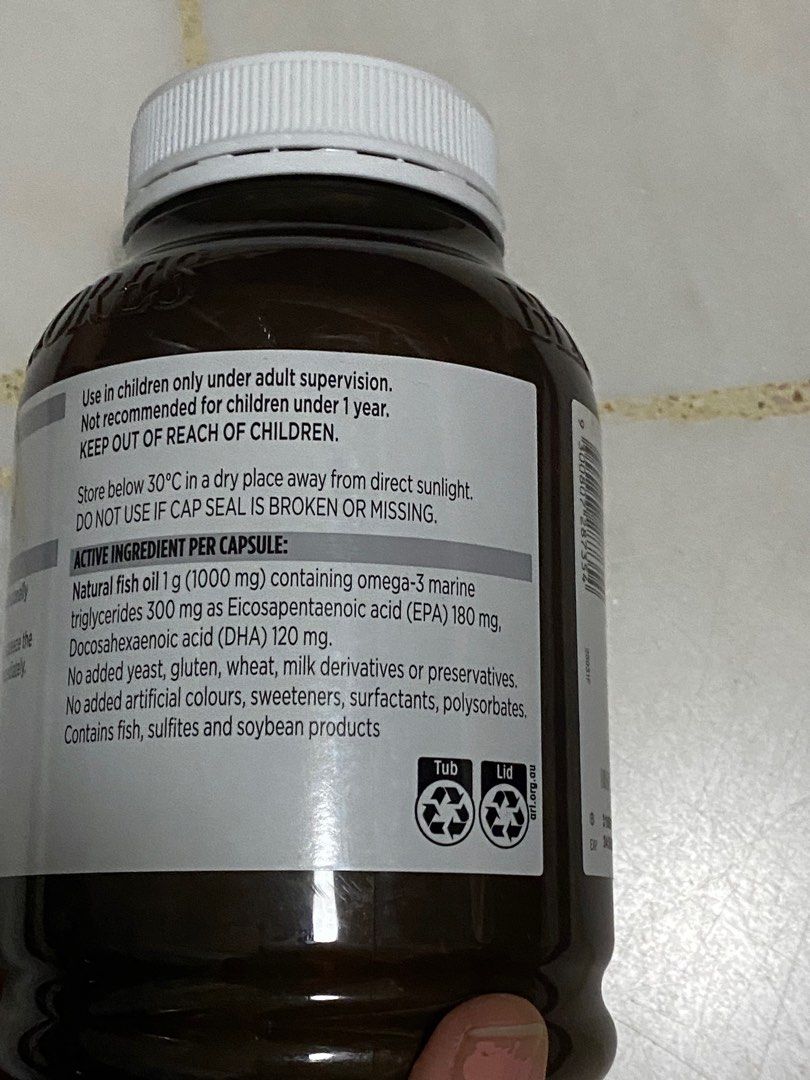 Use in children only under adult supervision.
Not recommended for children under 1 year.
KEEP OUT OF REACH OF CHILDREN.
Store below 30°C in a dry place away from direct sunlight.
DO NOT USE IF CAP SEAL IS BROKEN OR MISSING.
ACTIVE INGREDIENT PER CAPSULE:
Natural fish oil 1 g (1000 mg) containing omega-3 marine
triglycerides 300 mg as Eicosapentaenoic acid (EPA) 180 mg,
Docosahexaenoic acid (DHA) 120 mg.
No added yeast, gluten, wheat, milk derivatives or preservatives.
No added artificial colours, sweeteners, surfactants, polysorbates.
Contains fish, sulfites and soybean products
Tub
Lid
arl.org.au
EXP